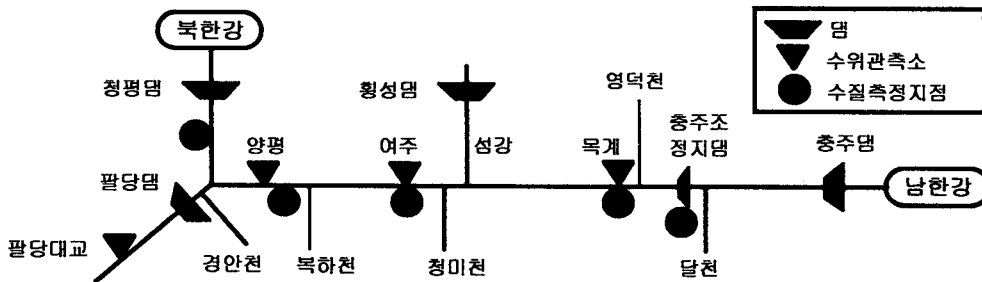 북한강
댐
수위관측소
수질측정지점
청평댐
횡성댐
영덕천
충주조
정지댐
충주댐
양평
여주
섬강
목계
팔당댐
남한강
팔당대교
경안천
복하천
청미천
달천